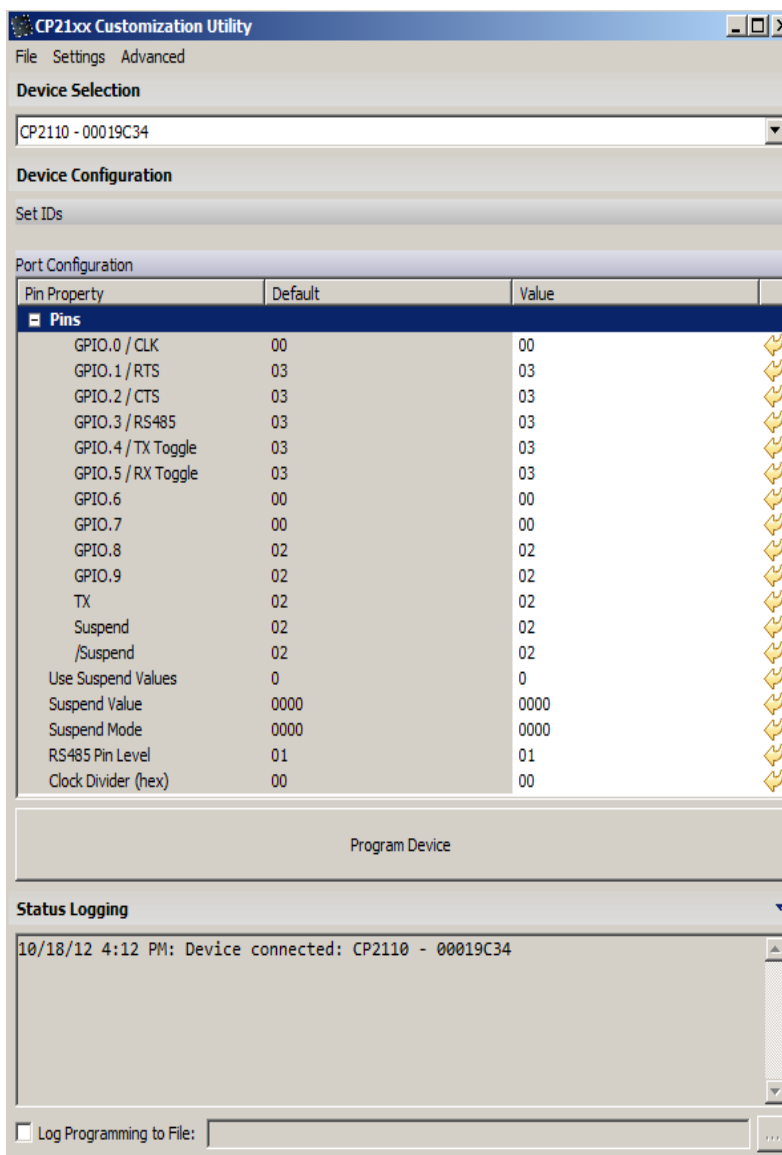 CP21xx Customization Utility
File Settings Advanced
Device Selection
CP2110 - 00019C34
Device Configuration
Set IDs
Port Configuration
Pin Property Default Value
Pins
GPIO.0 / CLK 00 00
GPIO.1 / RTS 03 03
GPIO.2 / CTS 03 03
GPIO.3 / RS485 03 03
GPIO.4 / TX Toggle 03 03
GPIO.5 / RX Toggle 03 03
GPIO.6 00 00
GPIO.7 00 00
GPIO.8 02 02
GPIO.9 02 02
TX 02 02
Suspend 02 02
/Suspend 02 02
Use Suspend Values 0 0
Suspend Value 0000 0000
Suspend Mode 0000 0000
RS485 Pin Level 01 01
Clock Divider (hex) 00 00
Program Device
Status Logging
10/18/12 4:12 PM: Device connected: CP2110 - 00019C34
Log Programming to File:
...